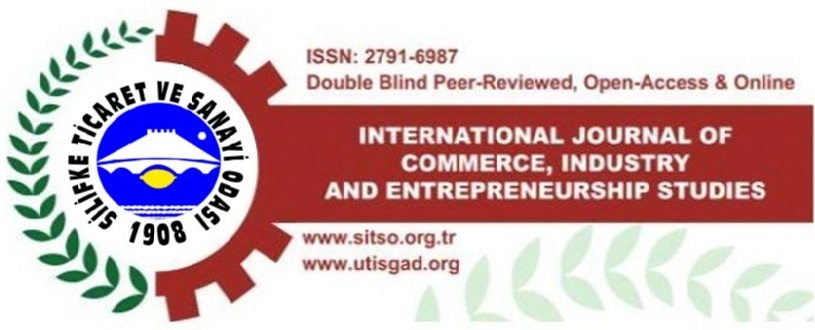 SİLİFKE TİCARET VE SANAYİ ODASI
1908
ISSN: 2791-6987
Double Blind Peer-Reviewed, Open-Access & Online
INTERNATIONAL JOURNAL OF
COMMERCE, INDUSTRY
AND ENTREPRENEURSHIP STUDIES
www.sitso.org.tr
www.utisgad.org